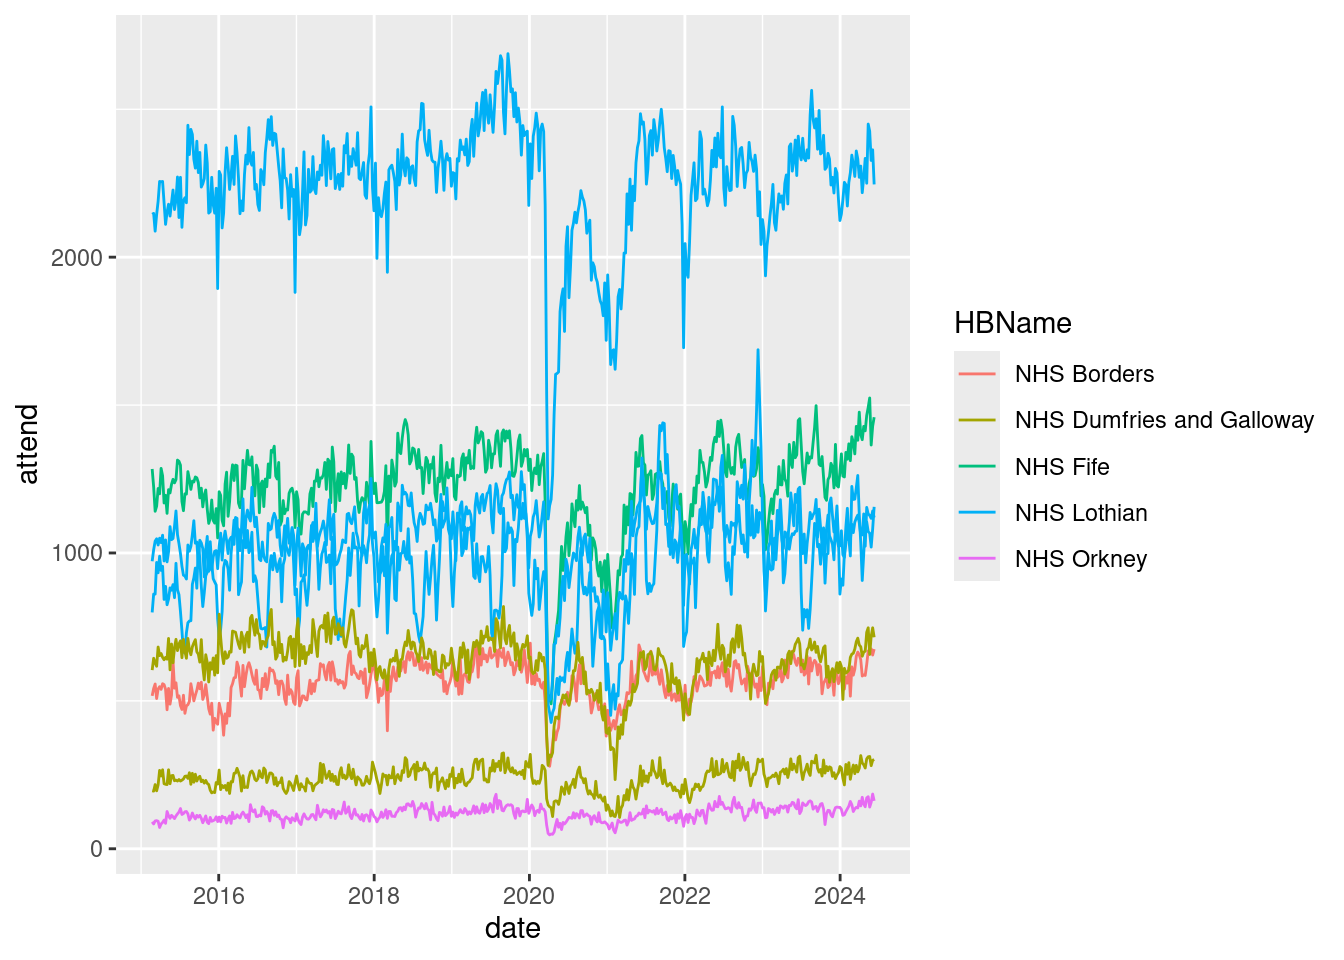 attend
2000
1000
0
2016
2018
2020
2022
2024
date
HBName
NHS Borders
NHS Dumfries and Galloway
NHS Fife
NHS Lothian
NHS Orkney